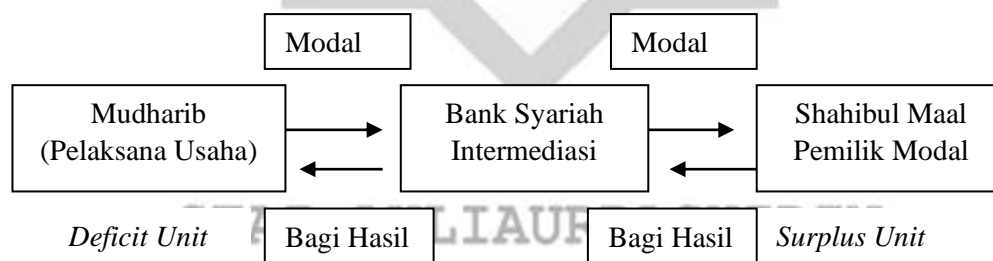 Modal
Modal
Mudharib
(Pelaksana Usaha)
Bank Syariah
Intermediasi
Shahibul Maal
Pemilik Modal
Deficit Unit
Bagi Hasil
Bagi Hasil
Surplus Unit